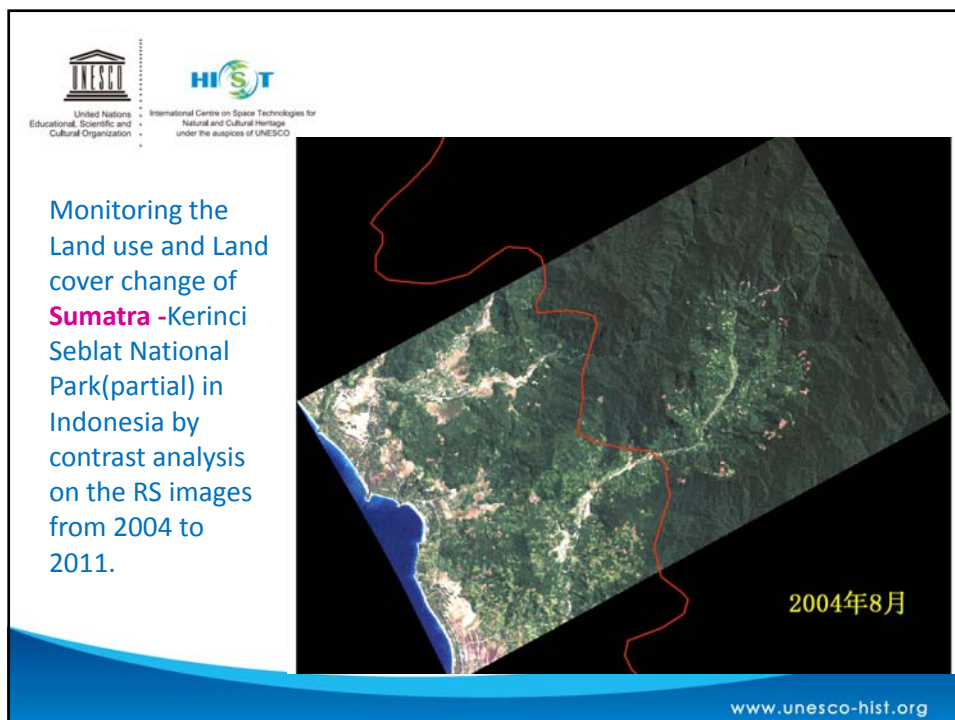 UNESCO
United Nations
Educational, Scientific and
Cultural Organization
HIST
International Centre on Space Technologies for
Natural and Cultural Heritage
under the auspices of UNESCO
Monitoring the
Land use and Land
cover change of
Sumatra -Kerinci
Seblat National
Park(partial) in
Indonesia by
contrast analysis
on the RS images
from 2004 to
2011.
2004年8月
www.unesco-hist.org